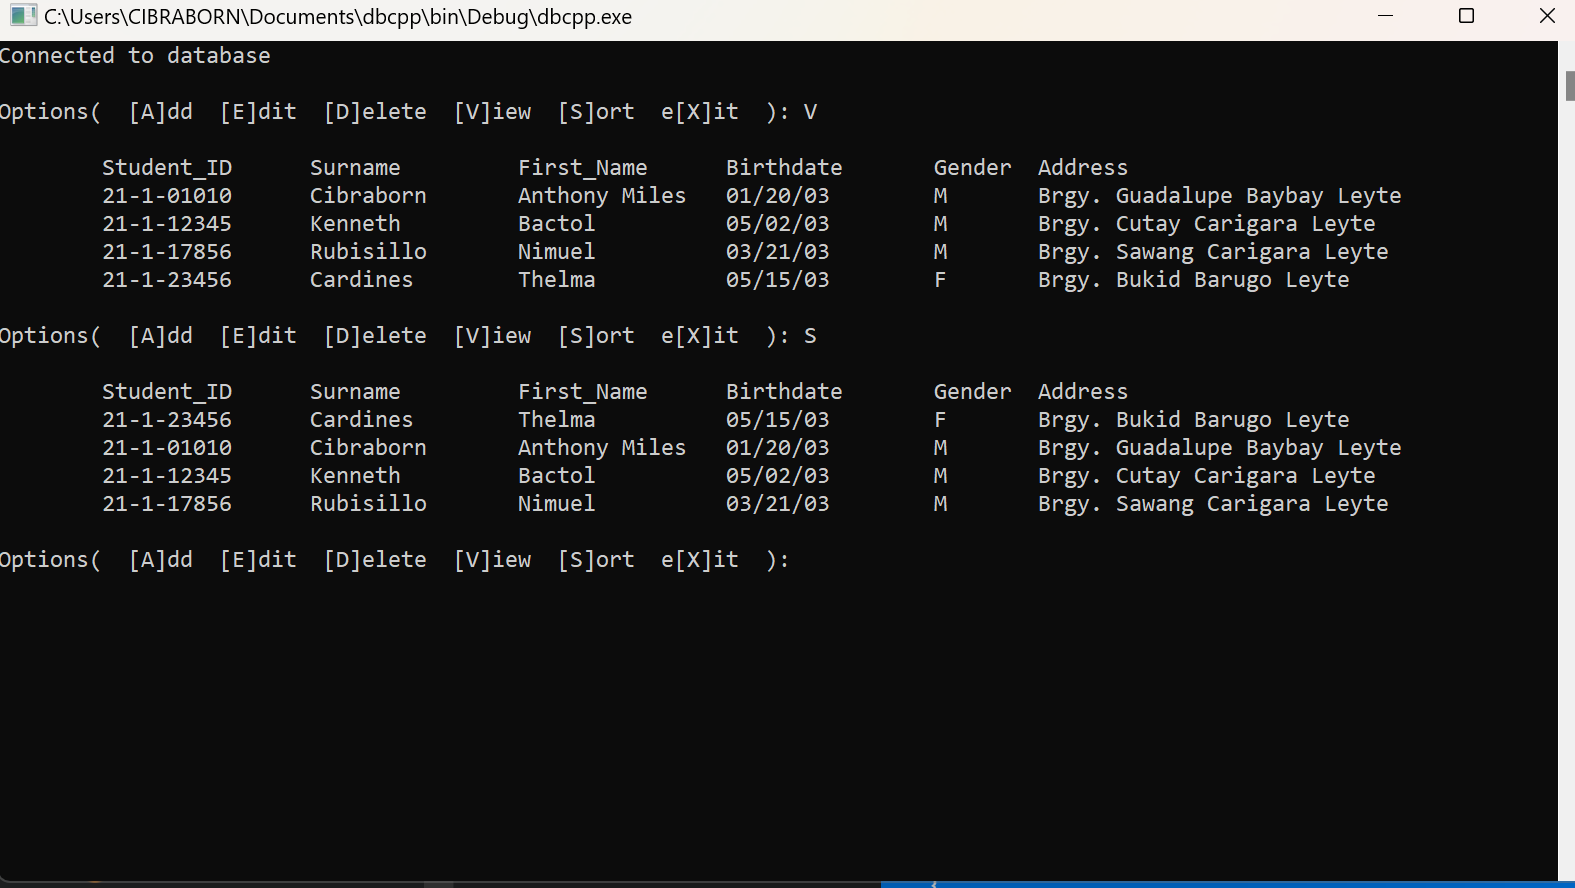 C:\Users\CIBRABORN\Documents\dbcpp\bin\Debug\dbcpp.exe
Connected to database
Options(  [A]dd  [E]dit  [D]elete  [V]iew  [S]ort  e[X]it  ): V
Student_ID      Surname         First_Name      Birthdate       Gender  Address
21-1-01010      Cibraborn       Anthony Miles   01/20/03        M       Brgy. Guadalupe Baybay Leyte
21-1-12345      Kenneth         Bactol          05/02/03        M       Brgy. Cutay Carigara Leyte
21-1-17856      Rubisillo       Nimuel          03/21/03        M       Brgy. Sawang Carigara Leyte
21-1-23456      Cardines        Thelma          05/15/03        F       Brgy. Bukid Barugo Leyte
Options(  [A]dd  [E]dit  [D]elete  [V]iew  [S]ort  e[X]it  ): S
Student_ID      Surname         First_Name      Birthdate       Gender  Address
21-1-23456      Cardines        Thelma          05/15/03        F       Brgy. Bukid Barugo Leyte
21-1-01010      Cibraborn       Anthony Miles   01/20/03        M       Brgy. Guadalupe Baybay Leyte
21-1-12345      Kenneth         Bactol          05/02/03        M       Brgy. Cutay Carigara Leyte
21-1-17856      Rubisillo       Nimuel          03/21/03        M       Brgy. Sawang Carigara Leyte
Options(  [A]dd  [E]dit  [D]elete  [V]iew  [S]ort  e[X]it  ):